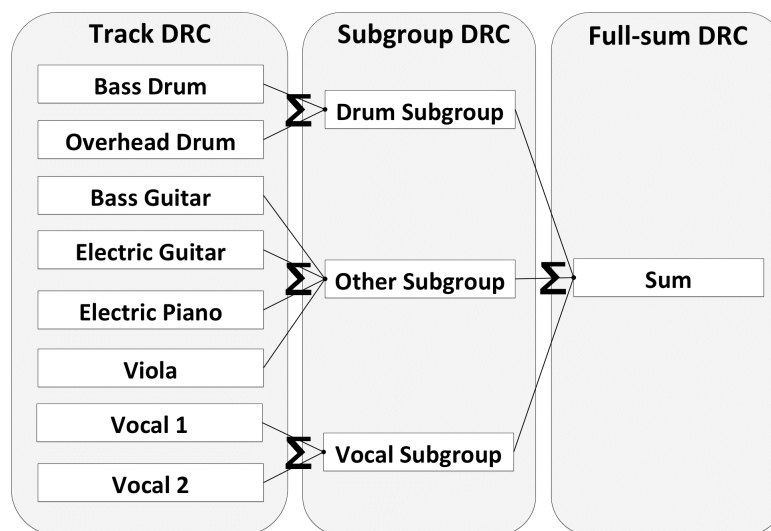 Track DRC
Bass Drum
Overhead Drum
Bass Guitar
Electric Guitar
Electric Piano
Viola
Vocal 1
Vocal 2
Σ
Σ
Σ
Subgroup DRC
Drum Subgroup
Other Subgroup
Vocal Subgroup
Σ
Full-sum DRC
Sum